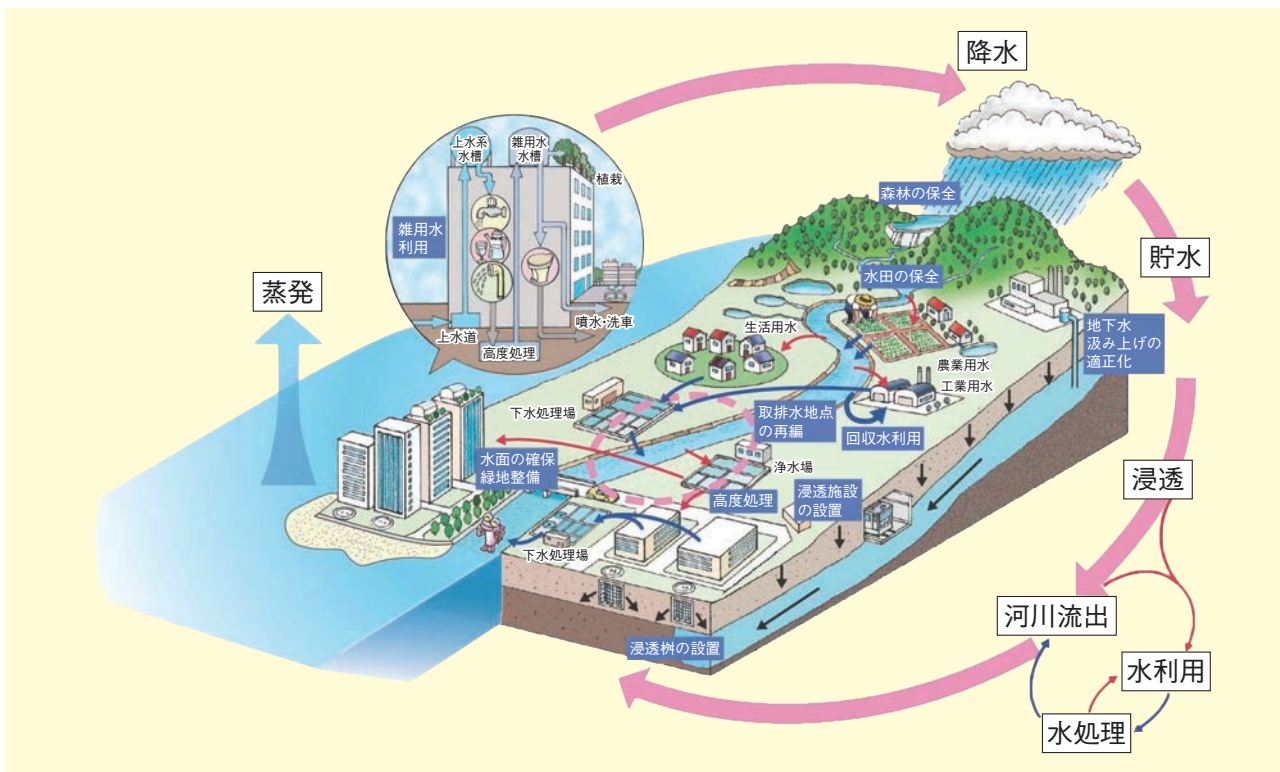 降水
上水系
水槽
雑用水
水槽
植栽
雑用水
利用
噴水・洗車
上水道
高度処理
森林の保全
貯水
水田の保全
蒸発
地下水
汲み上げの
適正化
生活用水
農業用水
工業用水
下水処理場
取排水地点
の再編
回収水利用
水面の確保
緑地整備
浄水場
浸透
高度処理
浸透施設
の設置
下水処理場
河川流出
浸透桝の設置
水利用
水処理